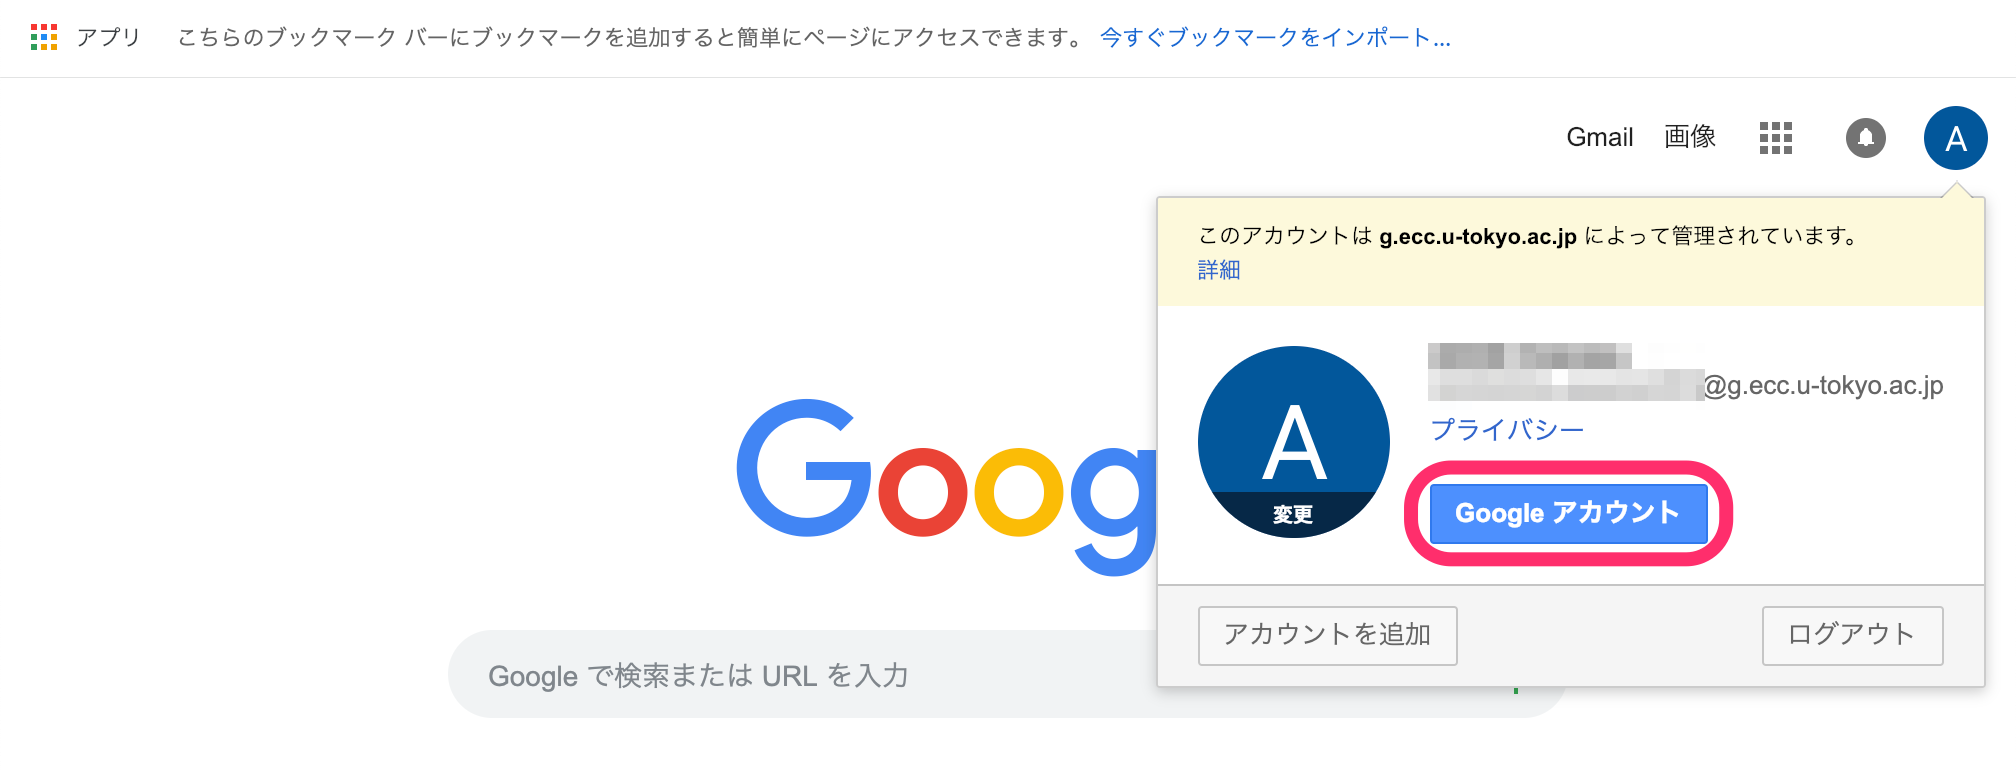 アプリ こちらのブックマーク バーにブックマークを追加すると簡単にページにアクセスできます。 今すぐブックマークをインポート...
Gmail 画像 A
このアカウントは g.ecc.u-tokyo.ac.jp によって管理されています。
詳細
@g.ecc.u-tokyo.ac.jp
プライバシー
A
変更
Google アカウント
Goog
アカウントを追加 ログアウト
Google で検索または URL を入力